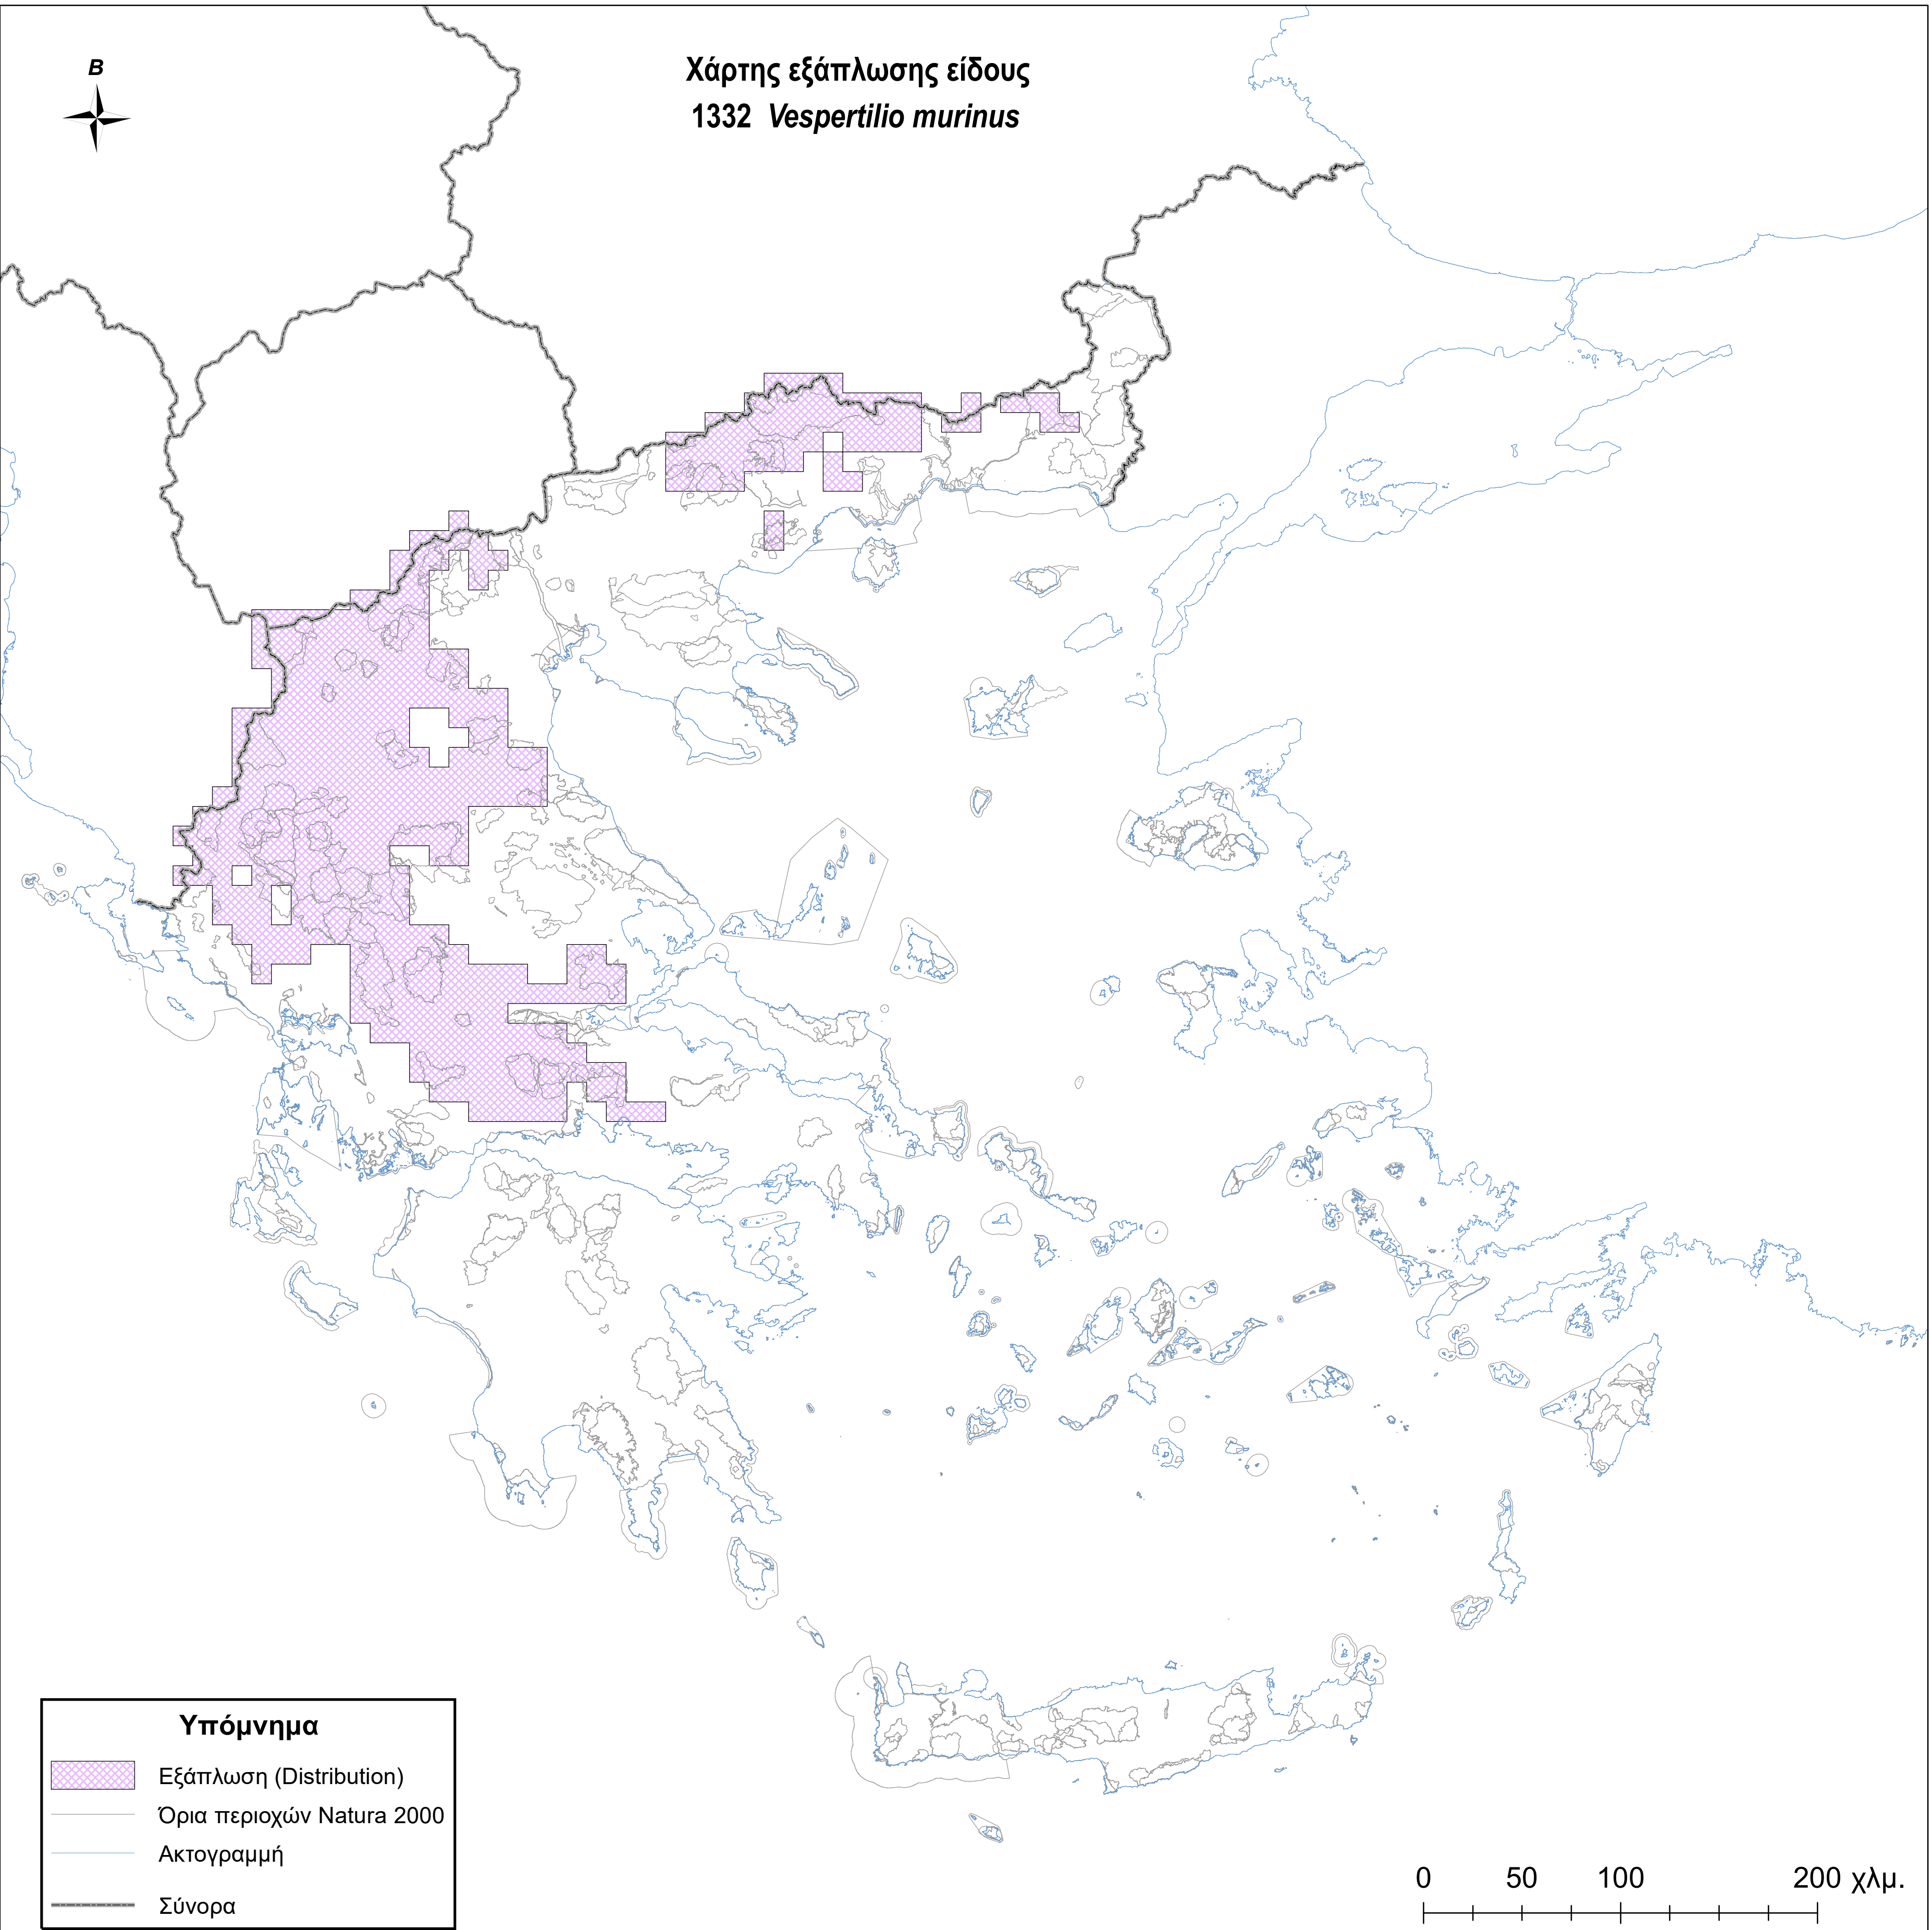 Β
Χάρτης εξάπλωσης είδους
1332 Vespertilio murinus
Υπόμνημα
Εξάπλωση (Distribution)
Όρια περιοχών Natura 2000
Ακτογραμμή
Σύνορα
0 50 100 200 χλμ.